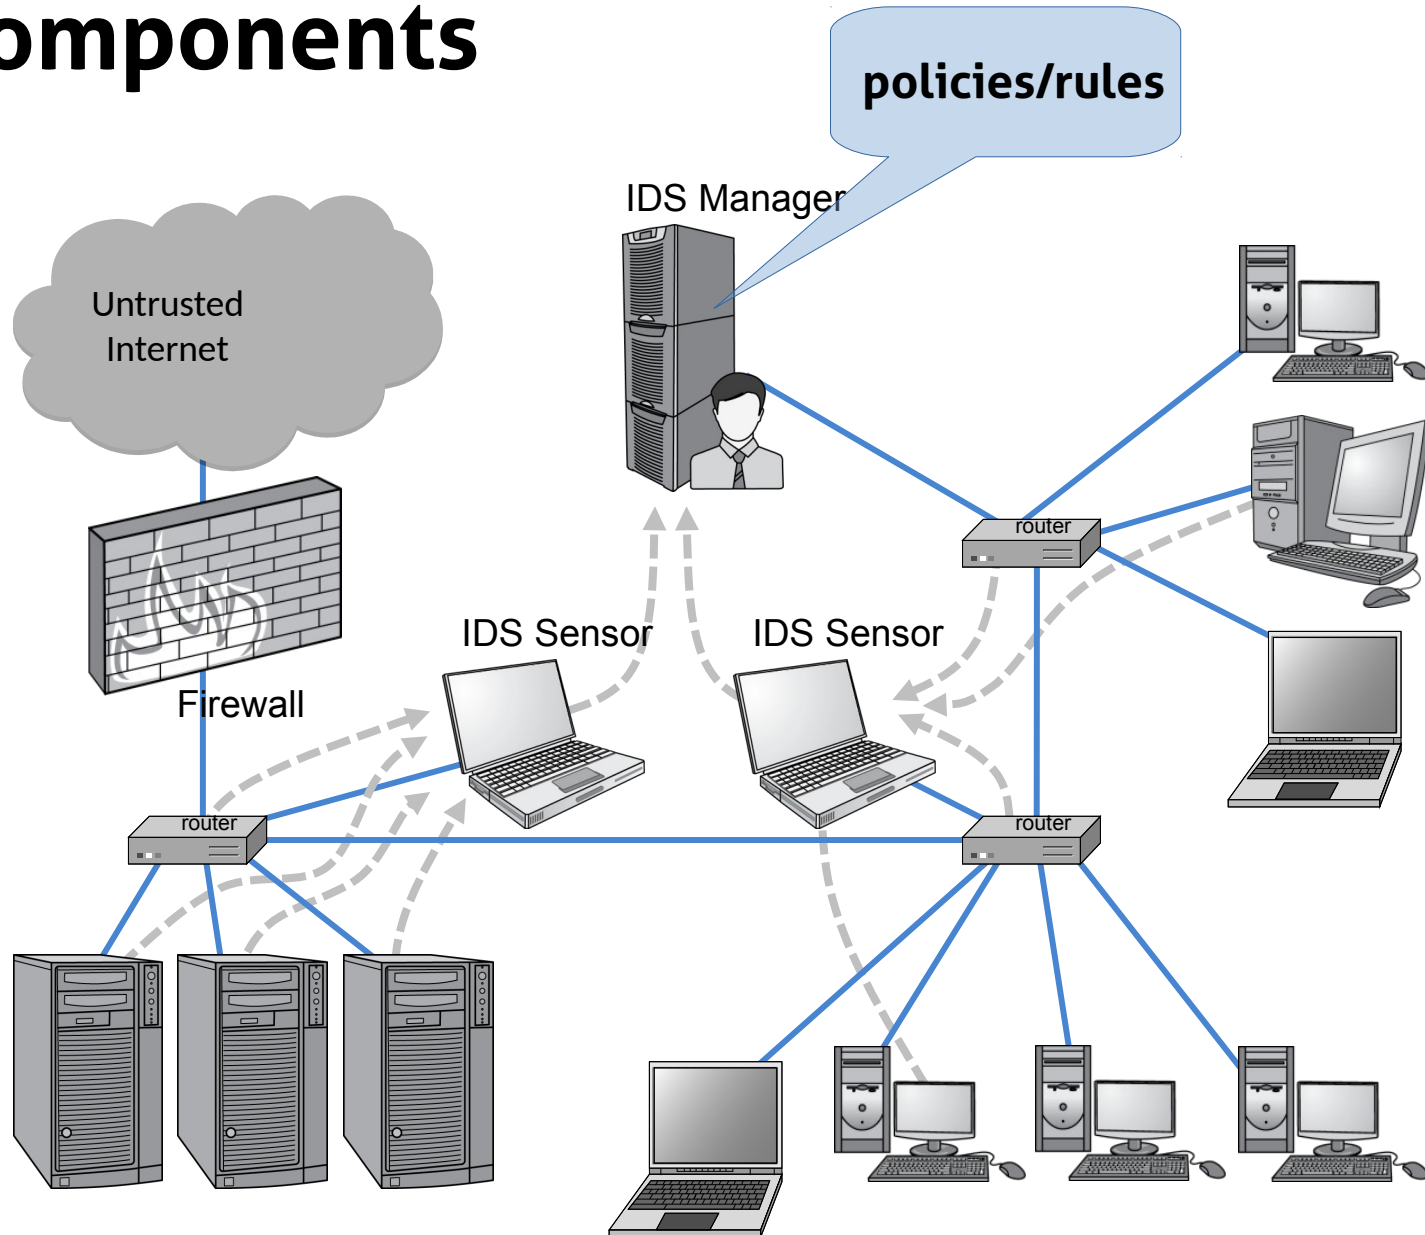 omponents
policies/rules
IDS Manager
Untrusted
Internet
router
IDS Sensor
IDS Sensor
Firewall
router
router